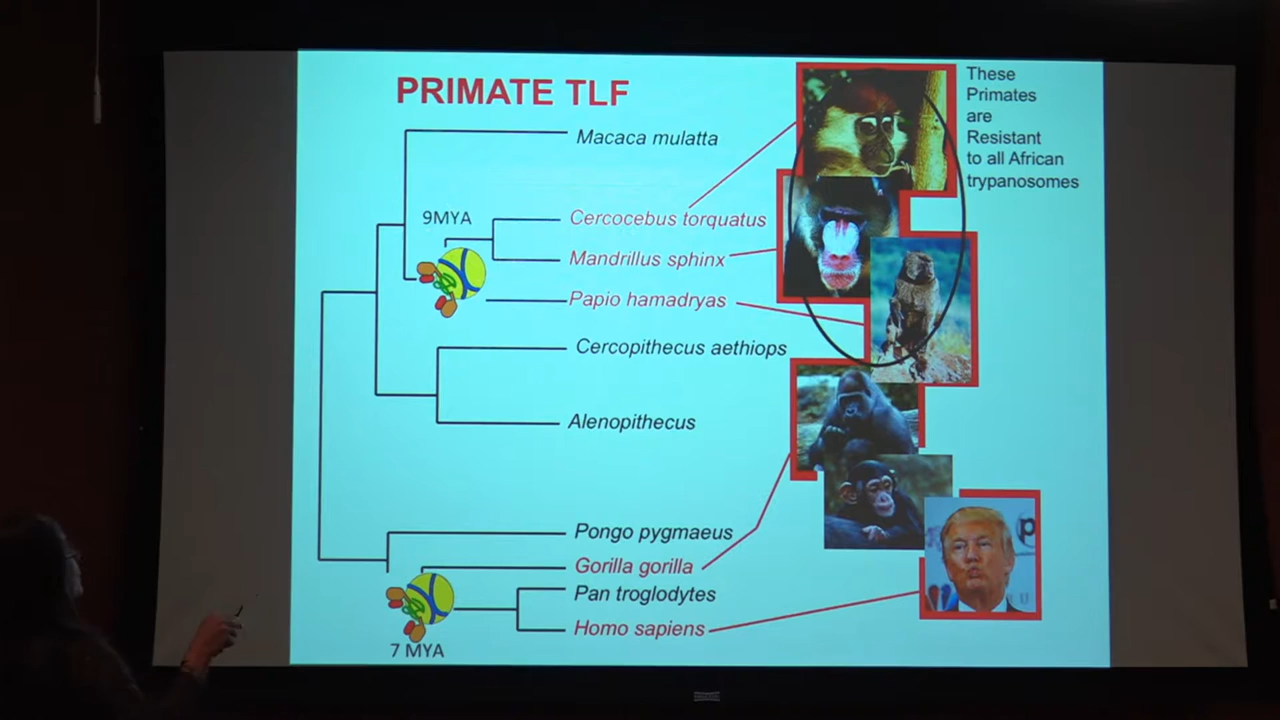 PRIMATE TLF
These
Primates
are
Resistant
to all African
trypanosomes
Macaca mulatta
9MYA
Cercocebus torquatus
Mandrillus sphinx
Papio hamadryas
Cercopithecus aethiops
Alenopithecus
Pongo pygmaeus
Gorilla gorilla
Pan troglodytes
Homo sapiens
7 MYA
p